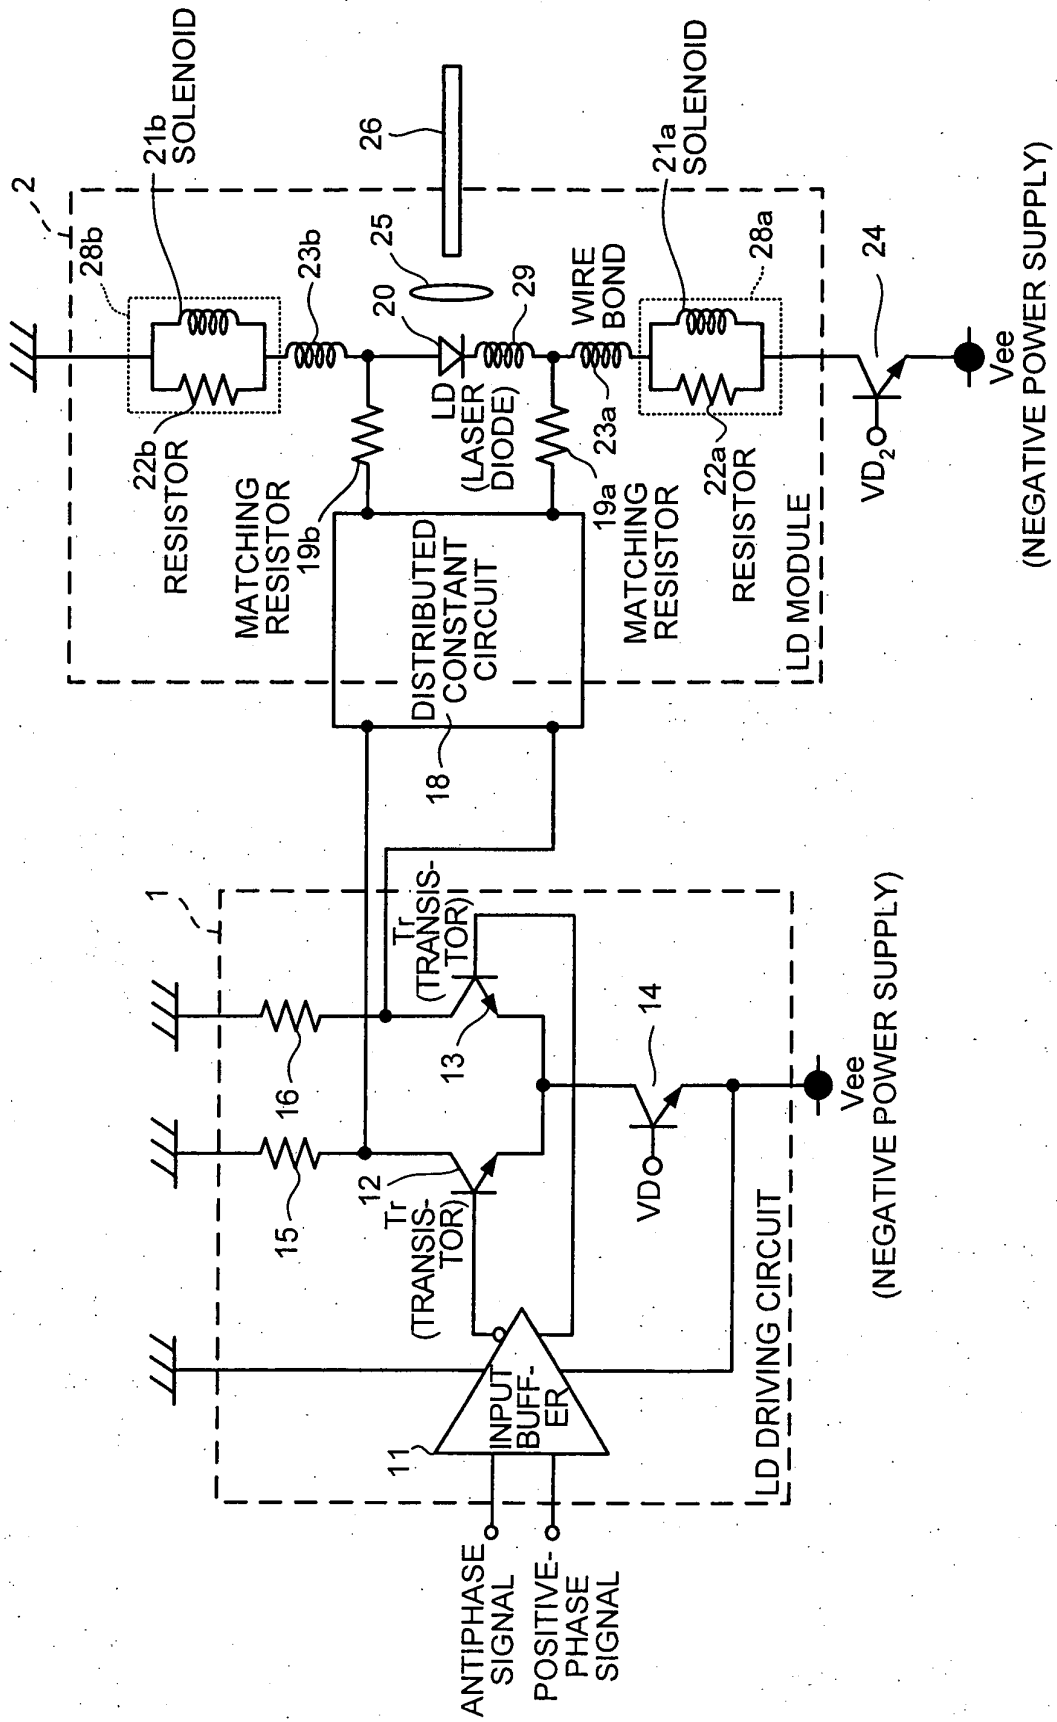 1
2
ANTIPHASE
SIGNAL
POSITIVE-
PHASE
SIGNAL
11
INPUT
BUFF-
ER
15
16
12
Tr
(TRANSIS-
TOR)
13
Tr
(TRANSIS-
TOR)
14
VD
LD DRIVING CIRCUIT
Vee
(NEGATIVE POWER SUPPLY)
18
DISTRIBUTED
CONSTANT
CIRCUIT
MATCHING
RESISTOR
19b
MATCHING
RESISTOR
19a
22b
RESISTOR
28b
21b
SOLENOID
23b
20
LD
(LASER
DIODE)
25
26
29
WIRE
BOND
23a
22a
RESISTOR
21a
SOLENOID
28a
LD MODULE
24
VD2
Vee
(NEGATIVE POWER SUPPLY)